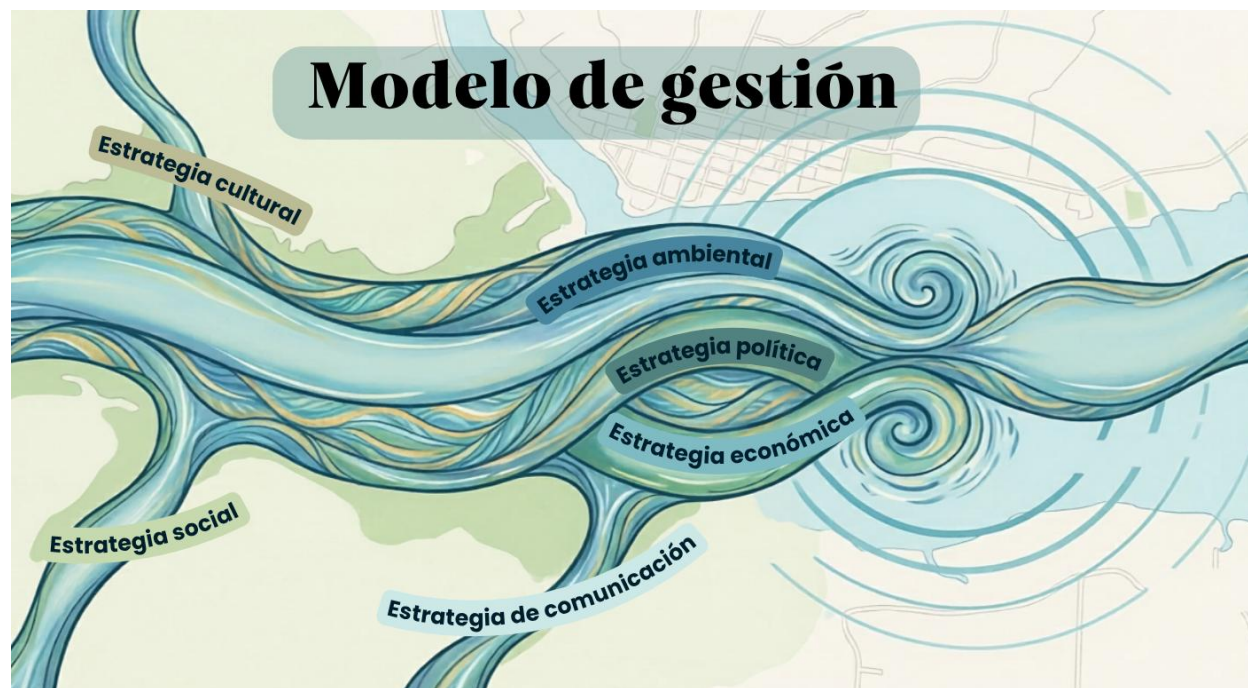 Modelo de gestión
Estrategia cultural
Estrategia ambiental
Estrategia política
Estrategia económica
Estrategia social
Estrategia de comunicación